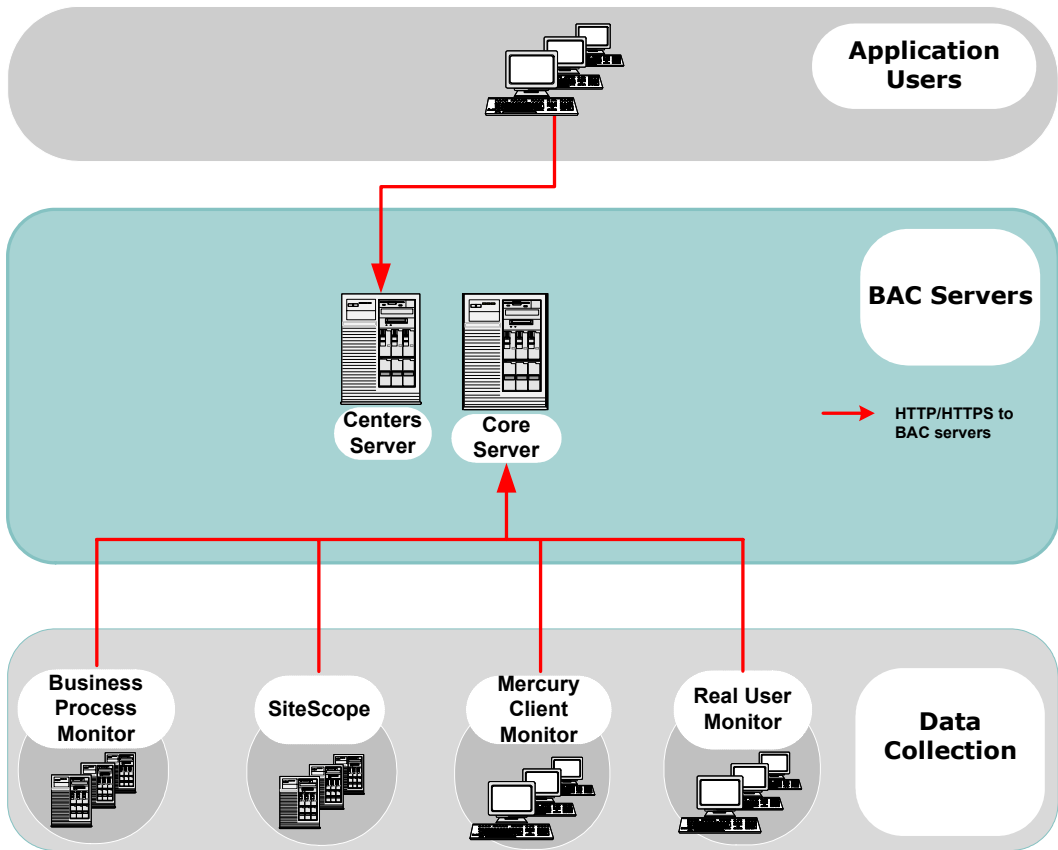 Application
Users
BAC Servers
HTTP/HTTPS to
BAC servers
Centers
Server
Core
Server
Business
Process
Monitor
SiteScope
Mercury
Client
Monitor
Real User
Monitor
Data
Collection